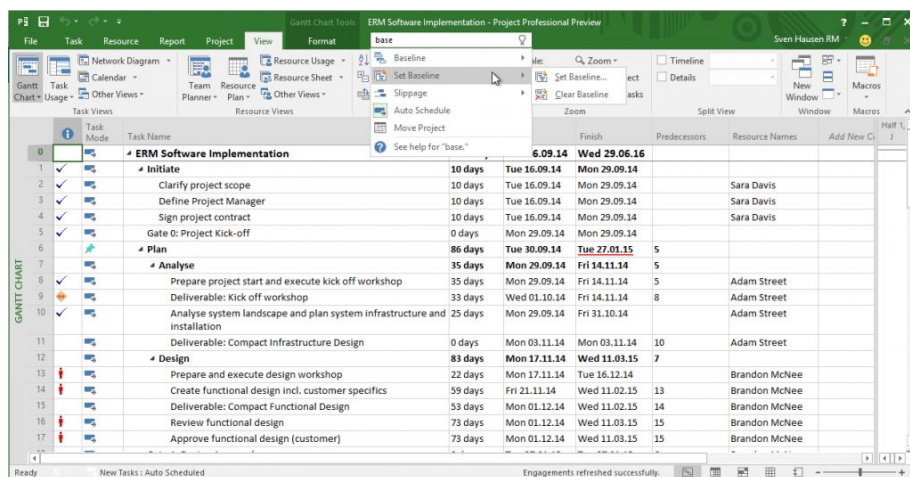 Gantt Chart Tools ERM Software Implementation - Project Professional Preview
File Task Resource Report Project View Format base Sven Hausen RM
Gantt Chart
Task Usage
Network Diagram
Calendar
Other Views
Team Planner
Resource Plan
Resource Usage
Resource Sheet
Other Views
Zoom
Timeline
Details
New Window
Macros
Task Views Resource Views Zoom Split View Window Macros
Baseline
Set Baseline
Slippage
Auto Schedule
Move Project
See help for "base."
Set Baseline...
Clear Baseline
Task Mode Task Name Finish Predecessors Resource Names Half 1,
0 ERM Software Implementation 6.09.14 Wed 29.06.16
1 Initiate 10 days Tue 16.09.14 Mon 29.09.14
2 Clarify project scope 10 days Tue 16.09.14 Mon 29.09.14 Sara Davis
3 Define Project Manager 10 days Tue 16.09.14 Mon 29.09.14 Sara Davis
4 Sign project contract 10 days Tue 16.09.14 Mon 29.09.14 Sara Davis
5 Gate 0: Project Kick-off 0 days Mon 29.09.14 Mon 29.09.14
6 Plan 86 days Tue 30.09.14 Tue 27.01.15 5
7 Analyse 35 days Mon 29.09.14 Fri 14.11.14 5
8 Prepare project start and execute kick off workshop 35 days Mon 29.09.14 Fri 14.11.14 5 Adam Street
9 Deliverable: Kick off workshop 33 days Wed 01.10.14 Fri 14.11.14 8 Adam Street
10 Analyse system landscape and plan system infrastructure and 25 days Mon 29.09.14 Fri 31.10.14 Adam Street
installation
11 Deliverable: Compact Infrastructure Design 0 days Mon 03.11.14 Mon 03.11.14 10 Adam Street
12 Design 83 days Mon 17.11.14 Wed 11.03.15 7
13 Prepare and execute design workshop 22 days Mon 17.11.14 Tue 16.12.14 Brandon McNee
14 Create functional design incl. customer specifics 59 days Fri 21.11.14 Wed 11.02.15 13 Brandon McNee
15 Deliverable: Compact Functional Design 53 days Mon 01.12.14 Wed 11.02.15 14 Brandon McNee
16 Review functional design 73 days Mon 01.12.14 Wed 11.03.15 15 Brandon McNee
17 Approve functional design (customer) 73 days Mon 01.12.14 Wed 11.03.15 15 Brandon McNee
GANTT CHART
Ready New Tasks : Auto Scheduled Engagements refreshed successfully.